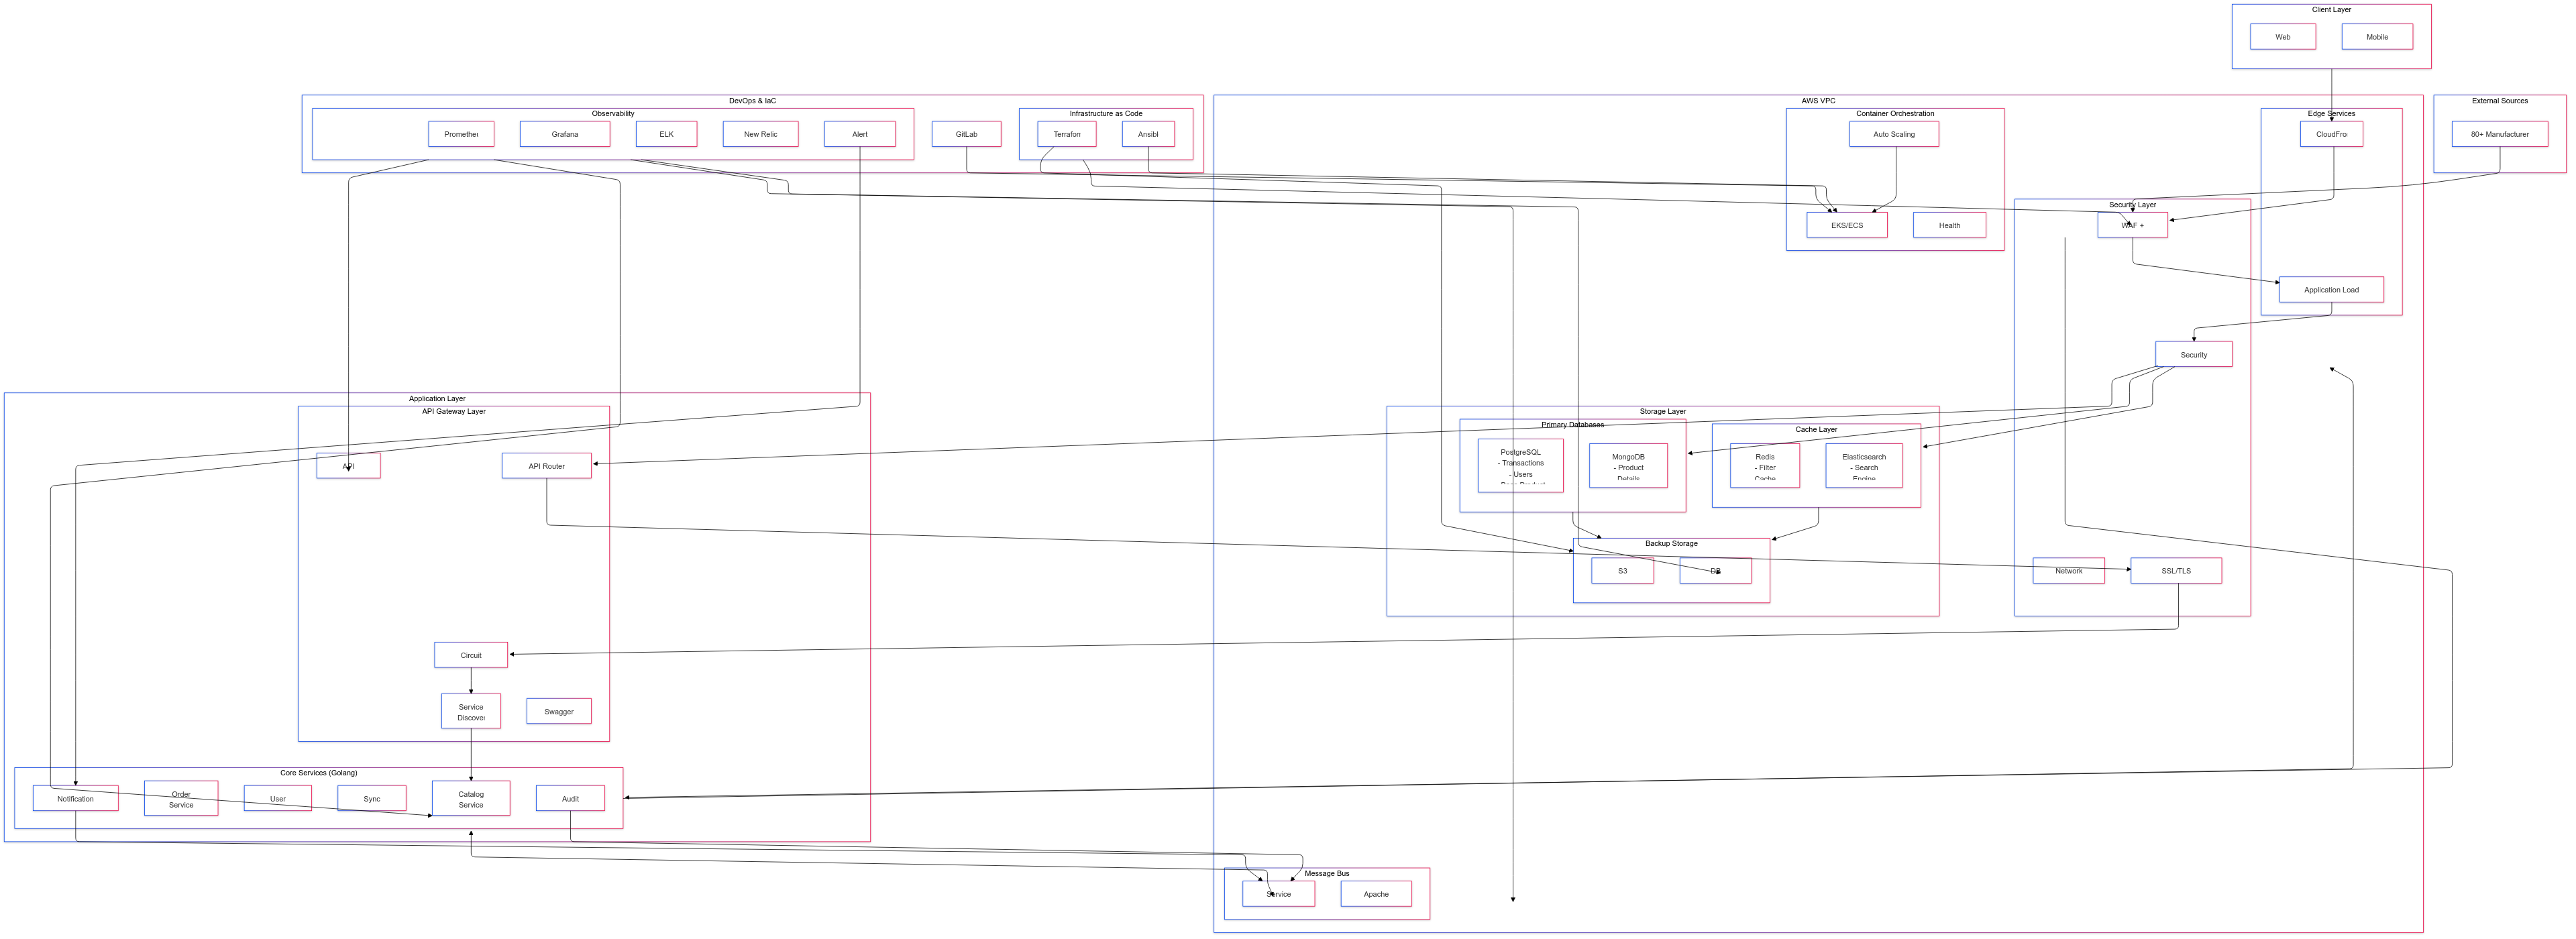 Client Layer
Web
Mobile
DevOps & IaC
Observability
Promethe
Grafana
ELK
New Relic
Alert
GitLab
Infrastructure as Code
Terrafor
Ansibl
AWS VPC
Container Orchestration
Auto Scaling
EKS/ECS
Health
Edge Services
CloudFro
Application Load
External Sources
80+ Manufacturer
Security Layer
WAF +
Security
Network
SSL/TLS
Application Layer
API Gateway Layer
API
API Router
Circuit
Service
Discove
Swagger
Storage Layer
Primary Databases
PostgreSQL
- Transactions
- Users
MongoDB
- Product
Details
Cache Layer
Redis
- Filter
Cache
Elasticsearch
- Search
Engine
Backup Storage
S3
DB
Core Services (Golang)
Notification
Order
Service
User
Sync
Catalog
Service
Audit
Message Bus
Service
Apache